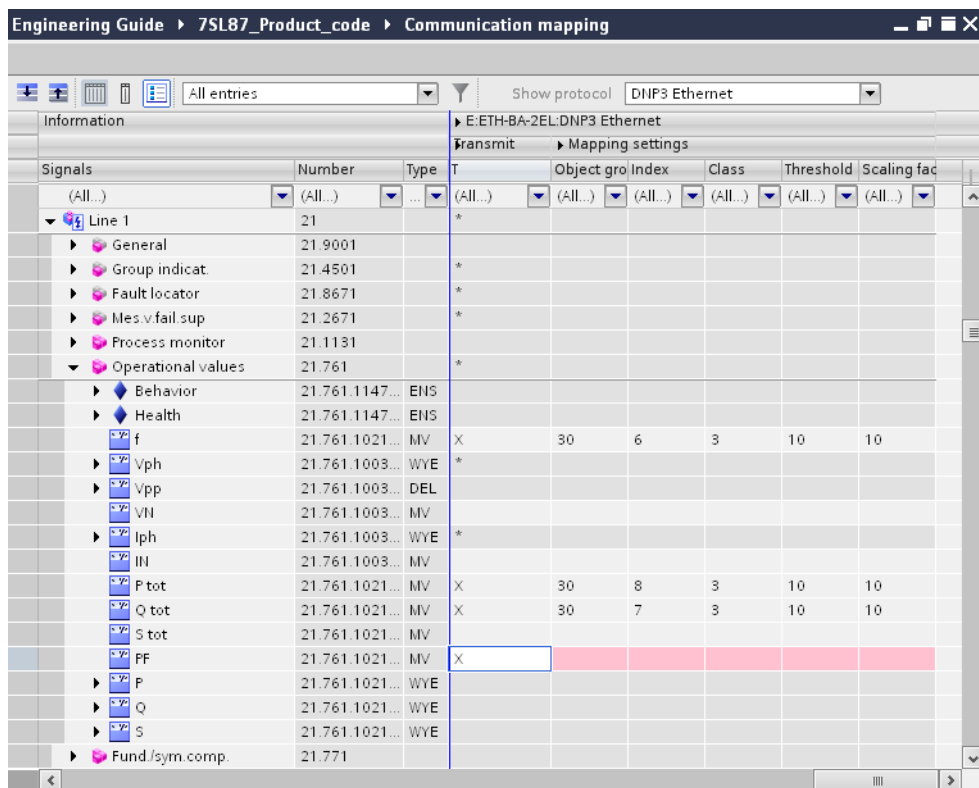 Engineering Guide ▸ 7SL87_Product_code ▸ Communication mapping
All entries Show protocol DNP3 Ethernet
Information E:ETH-BA-2EL:DNP3 Ethernet
Transmit Mapping settings
Signals Number Type T Object gro Index Class Threshold Scaling fac
(All...) (All...) ... (All...) (All...) (All...) (All...) (All...) (All...)
Line 1 21 *
General 21.9001
Group indicat. 21.4501 *
Fault locator 21.8671 *
Mes.v.fail.sup 21.2671 *
Process monitor 21.1131
Operational values 21.761 *
Behavior 21.761.1147... ENS
Health 21.761.1147... ENS
f 21.761.1021... MV X 30 6 3 10 10
Vph 21.761.1003... WYE *
Vpp 21.761.1003... DEL
VN 21.761.1003... MV
Iph 21.761.1003... WYE *
IN 21.761.1003... MV
P tot 21.761.1021... MV X 30 8 3 10 10
Q tot 21.761.1021... MV X 30 7 3 10 10
S tot 21.761.1021... MV
PF 21.761.1021... MV X
P 21.761.1021... WYE
Q 21.761.1021... WYE
S 21.761.1021... WYE
Fund./sym.comp. 21.771